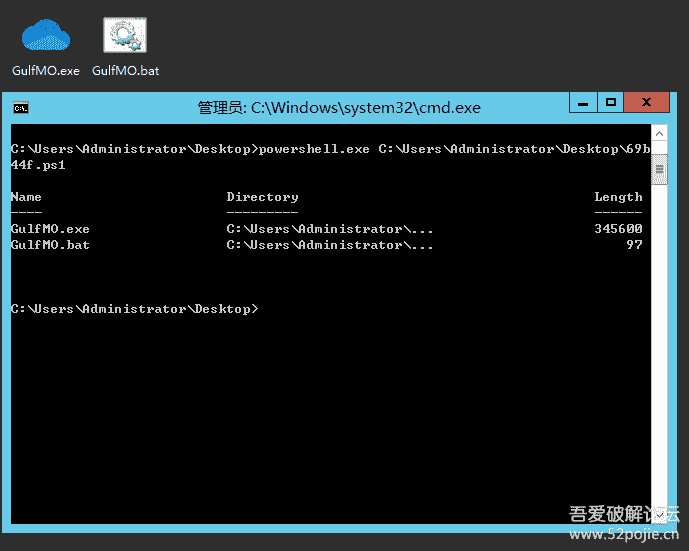 GulfMO.exe GulfMO.bat
管理员: C:\Windows\system32\cmd.exe
C:\Users\Administrator\Desktop>powershell.exe C:\Users\Administrator\Desktop\69b
44f.ps1
Name Directory Length
---- --------- ------
GulfMO.exe C:\Users\Administrator\... 345600
GulfMO.bat C:\Users\Administrator\... 97
C:\Users\Administrator\Desktop>
吾爱破解论坛
www.52pojie.cn